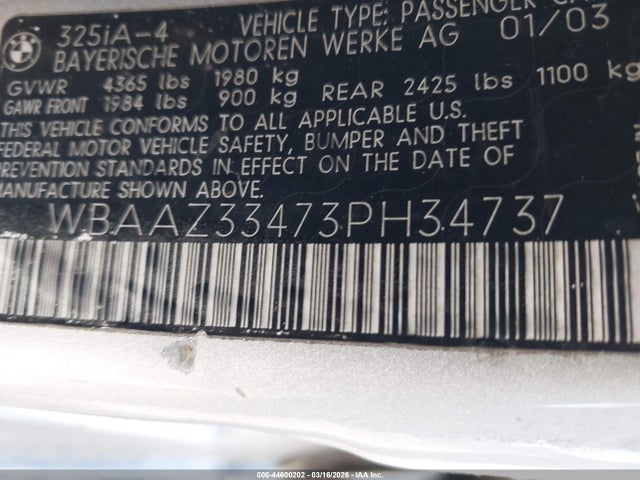 BMW
325iA-4 VEHICLE TYPE: PASSENGER
BAYERISCHE MOTOREN WERKE AG 01/03
GVWR 4365 lbs 1980 kg
GAWR FRONT 1984 lbs 900 kg REAR 2425 lbs 1100 kg
THIS VEHICLE CONFORMS TO ALL APPLICABLE U.S.
FEDERAL MOTOR VEHICLE SAFETY, BUMPER AND THEFT
PREVENTION STANDARDS IN EFFECT ON THE DATE OF
MANUFACTURE SHOWN ABOVE.
WBAAZ33473PH34737
000-44600202 - 03/16/2026 - IAA.COM